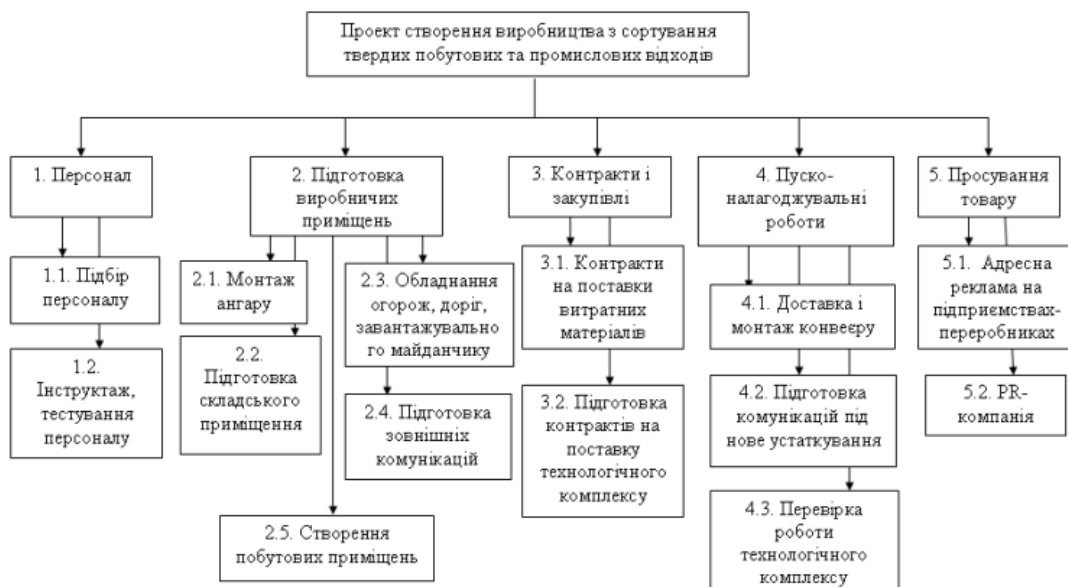 Проект створення виробництва з сортування
твердих побутових та промислових відходів
1. Персонал
2. Підготовка
виробничих
приміщень
3. Контракти і
закупівлі
4. Пуско-
налагоджувальні
роботи
5. Просування
товару
1.1. Підбір
персоналу
1.2.
Інструктаж,
тестування
персоналу
2.1. Монтаж
ангару
2.2.
Підготовка
складського
приміщення
2.3. Обладнання
огорож, доріг,
завантажувально
го майданчику
2.4. Підготовка
зовнішніх
комунікацій
2.5. Створення
побутових приміщень
3.1. Контракти
на поставки
витратних
матеріалів
3.2. Підготовка
контрактів на
поставку
технологічного
комплексу
4.1. Доставка і
монтаж конвеєру
4.2. Підготовка
комунікацій під
нове устаткування
4.3. Перевірка
роботи
технологічного
комплексу
5.1. Адресна
реклама на
підприємствах-
переробниках
5.2. PR-
компанія